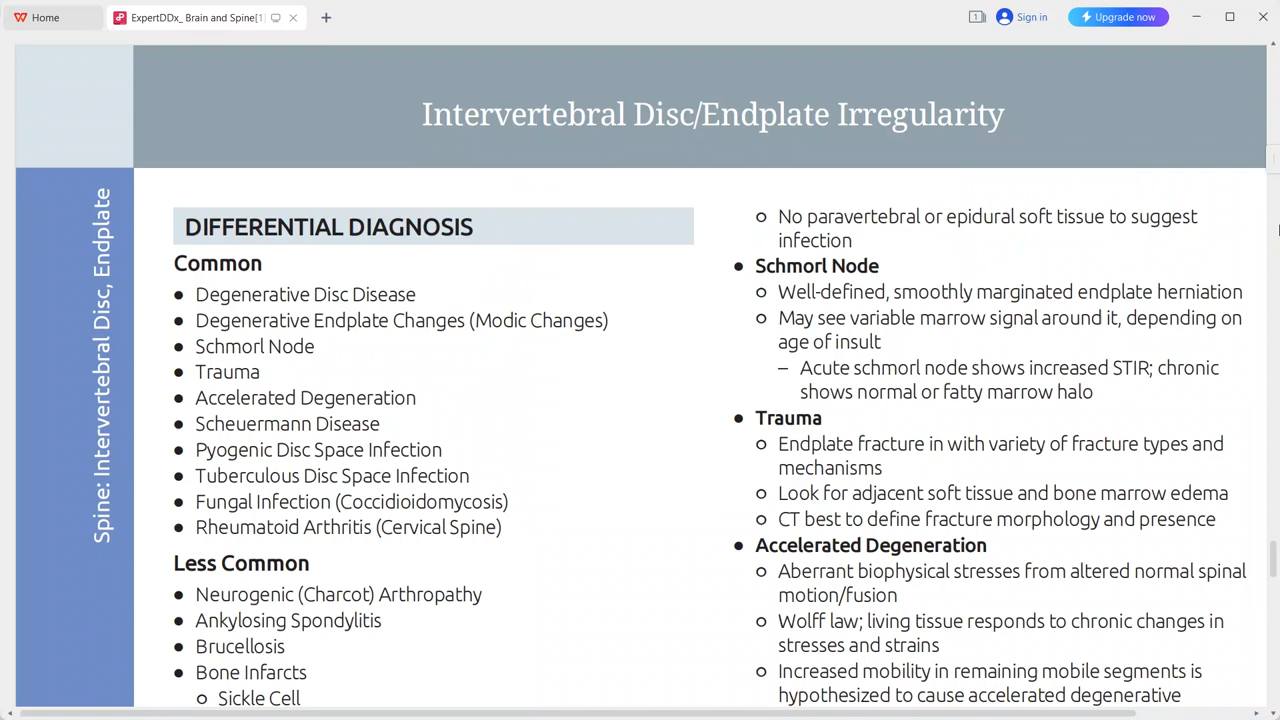 Home
ExpertDDx_ Brain and Spine[1]
1
Sign in
Upgrade now
Intervertebral Disc/Endplate Irregularity
Spine: Intervertebral Disc, Endplate
DIFFERENTIAL DIAGNOSIS
Common
● Degenerative Disc Disease
● Degenerative Endplate Changes (Modic Changes)
● Schmorl Node
● Trauma
● Accelerated Degeneration
● Scheuermann Disease
● Pyogenic Disc Space Infection
● Tuberculous Disc Space Infection
● Fungal Infection (Coccidioidomycosis)
● Rheumatoid Arthritis (Cervical Spine)
Less Common
● Neurogenic (Charcot) Arthropathy
● Ankylosing Spondylitis
● Brucellosis
● Bone Infarcts
○ Sickle Cell
○ No paravertebral or epidural soft tissue to suggest
infection
● Schmorl Node
○ Well-defined, smoothly marginated endplate herniation
○ May see variable marrow signal around it, depending on
age of insult
– Acute schmorl node shows increased STIR; chronic
shows normal or fatty marrow halo
● Trauma
○ Endplate fracture in with variety of fracture types and
mechanisms
○ Look for adjacent soft tissue and bone marrow edema
○ CT best to define fracture morphology and presence
● Accelerated Degeneration
○ Aberrant biophysical stresses from altered normal spinal
motion/fusion
○ Wolff law; living tissue responds to chronic changes in
stresses and strains
○ Increased mobility in remaining mobile segments is
hypothesized to cause accelerated degenerative